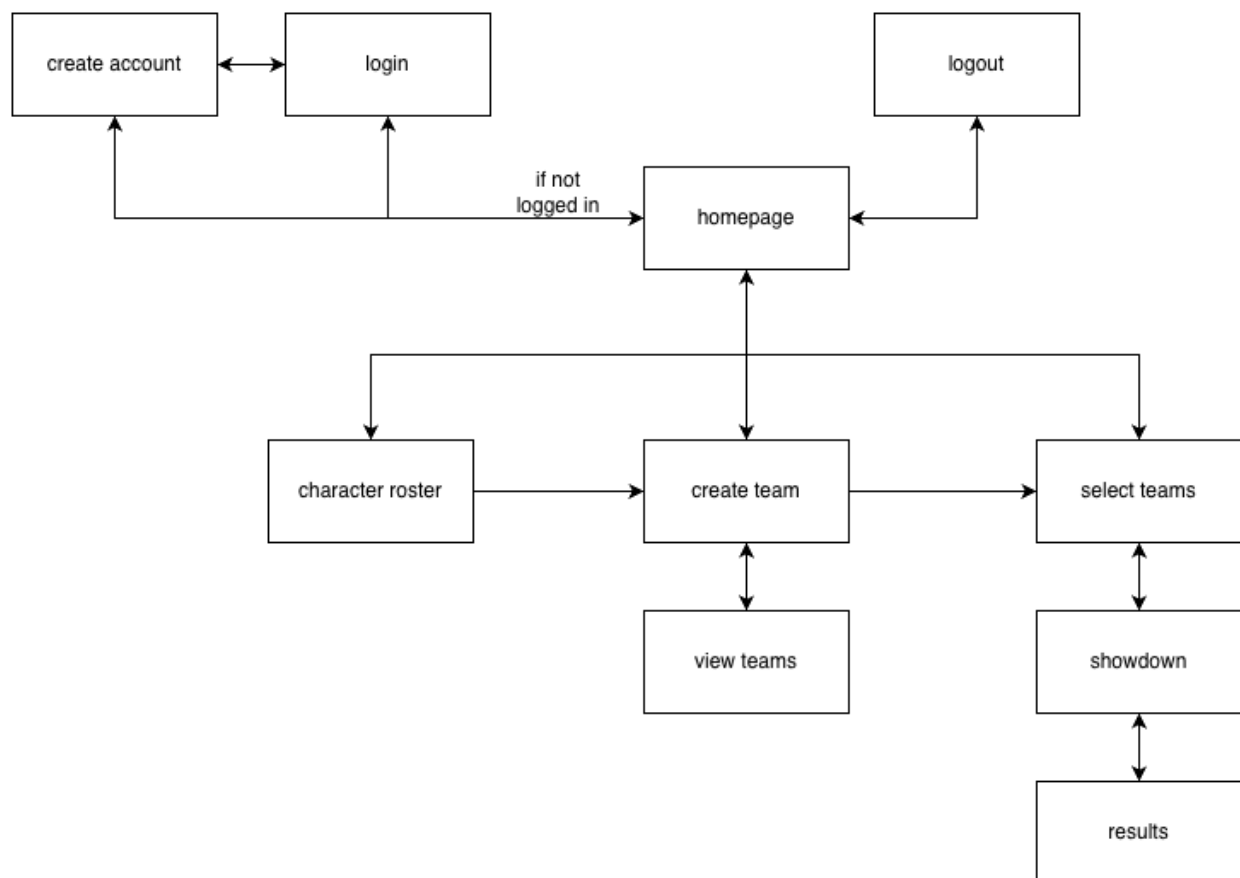 create account
login
logout
if not
logged in
homepage
character roster
create team
select teams
view teams
showdown
results